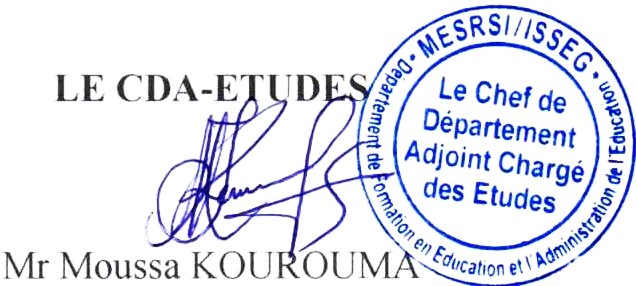 LE CDA-ETUDES
MESRSI//ISSEG
Département de Formation en Education et l'Administration de l'Education
Le Chef de
Département
Adjoint Chargé
des Etudes
Mr Moussa KOUROUMA